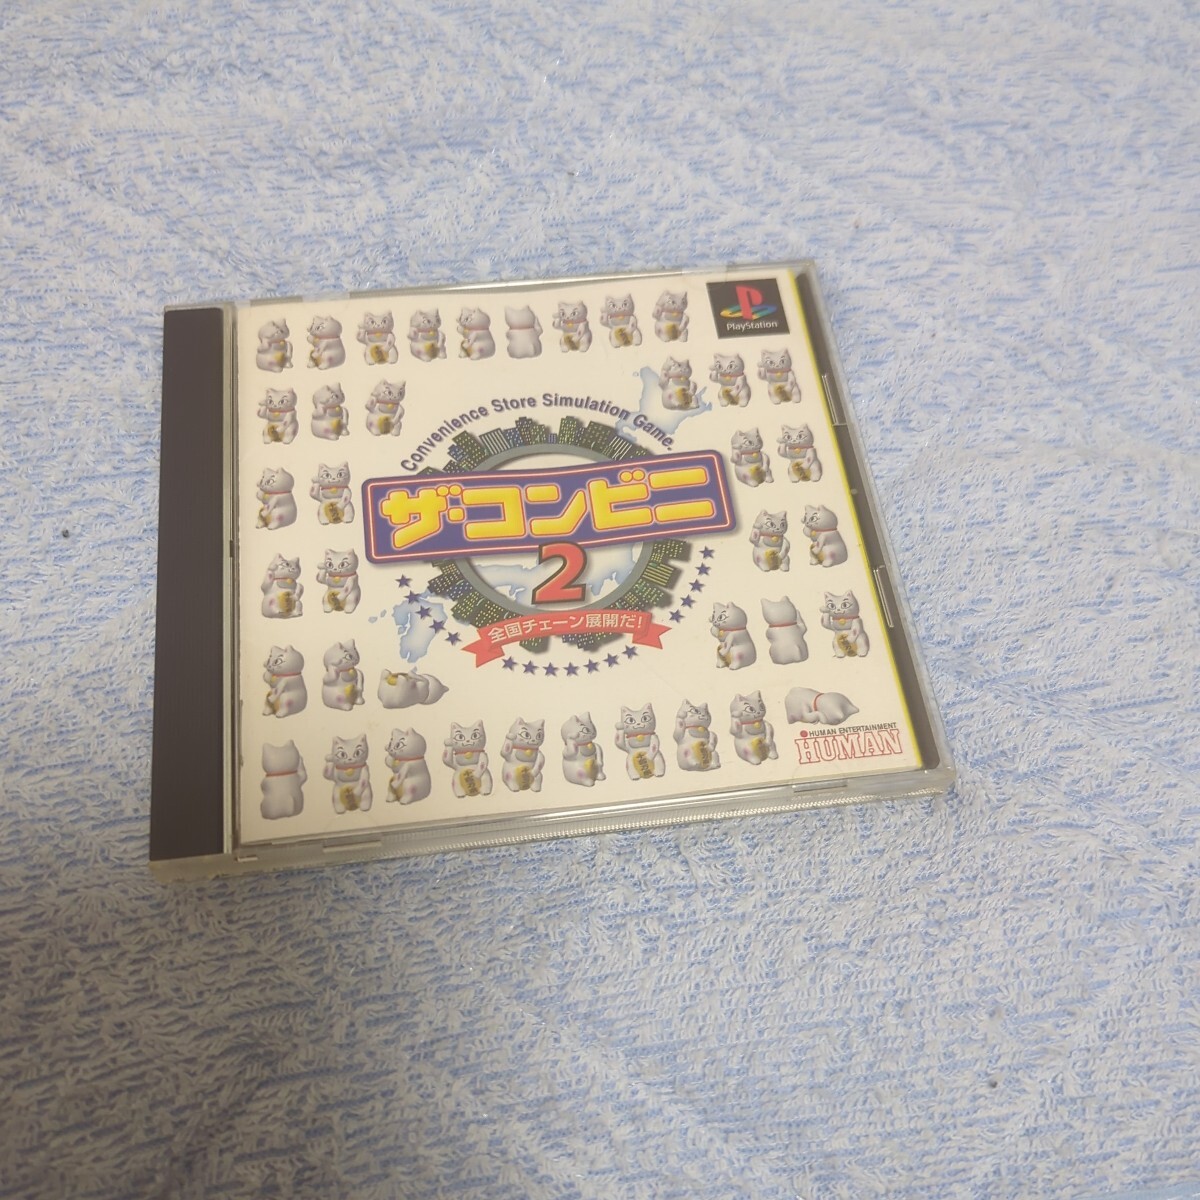 PlayStation
Convenience Store Simulation Game.
ザ・コンビニ
2
全国チェーン展開だ!
HUMAN ENTERTAINMENT
HUMAN